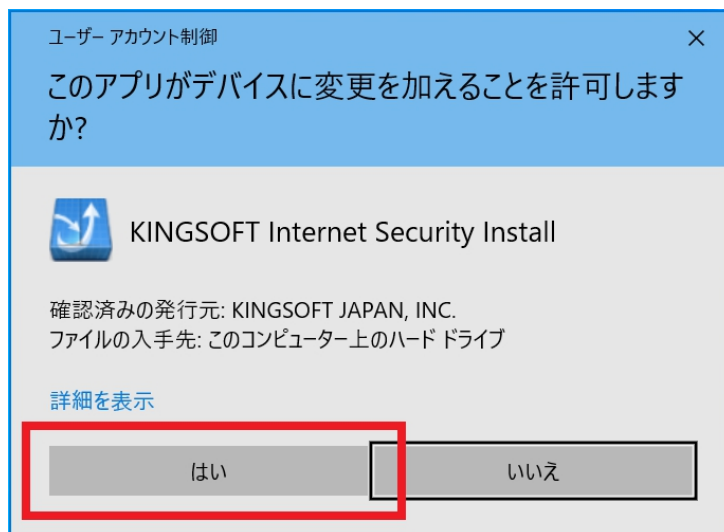 ユーザー アカウント制御
このアプリがデバイスに変更を加えることを許可します
か?
KINGSOFT Internet Security Install
確認済みの発行元: KINGSOFT JAPAN, INC.
ファイルの入手先: このコンピューター上のハード ドライブ
詳細を表示
はい
いいえ